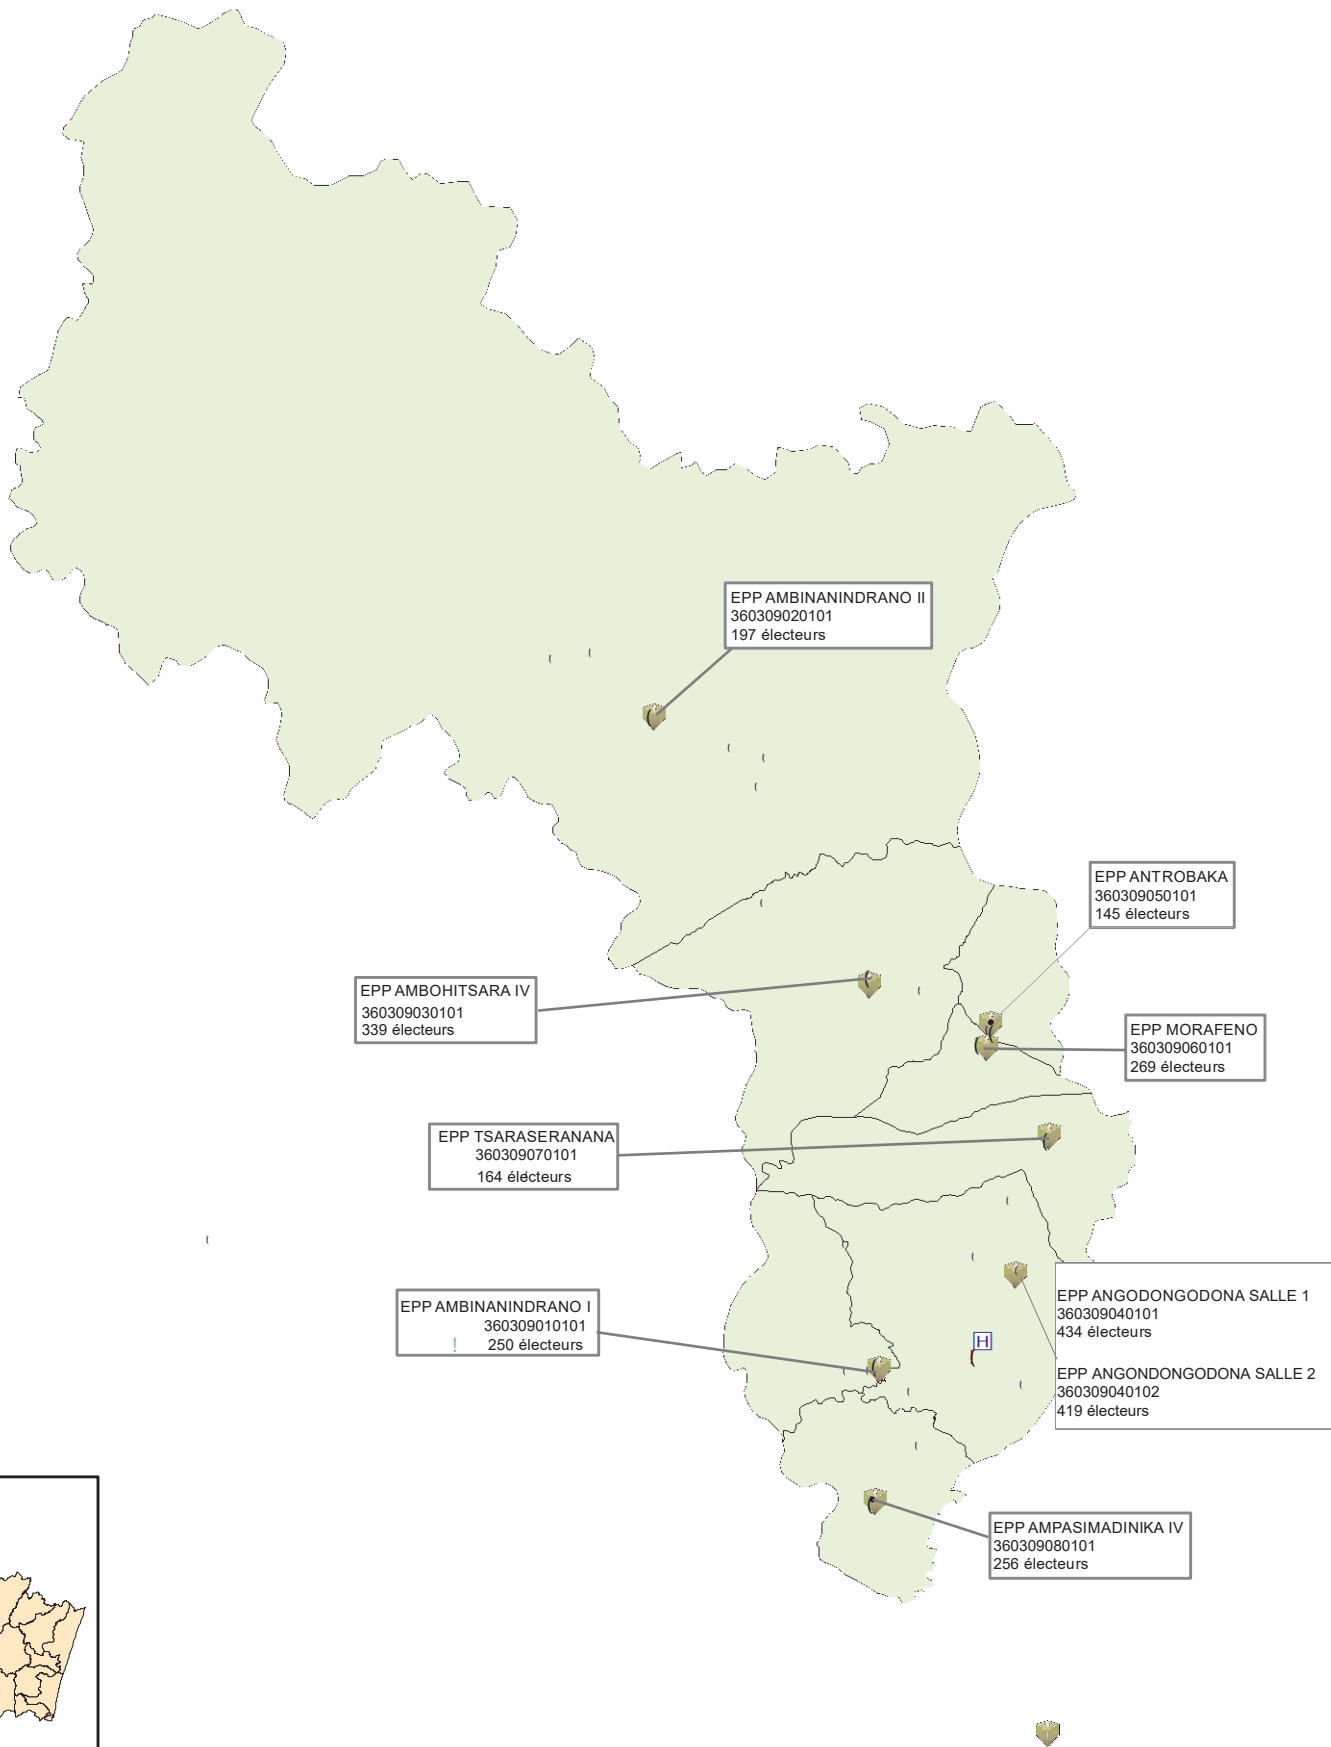 EPP AMBINANINDRANO II
360309020101
197 électeurs
EPP ANTROBAKA
360309050101
145 électeurs
EPP AMBOHITSARA IV
360309030101
339 électeurs
EPP MORAFENO
360309060101
269 électeurs
EPP TSARASERANANA
360309070101
164 électeurs
EPP ANGODONGODONA SALLE 1
360309040101
434 électeurs
EPP ANGONDONGODONA SALLE 2
360309040102
419 électeurs
EPP AMBINANINDRANO I
360309010101
! 250 électeurs
H
EPP AMPASIMADINIKA IV
360309080101
256 électeurs